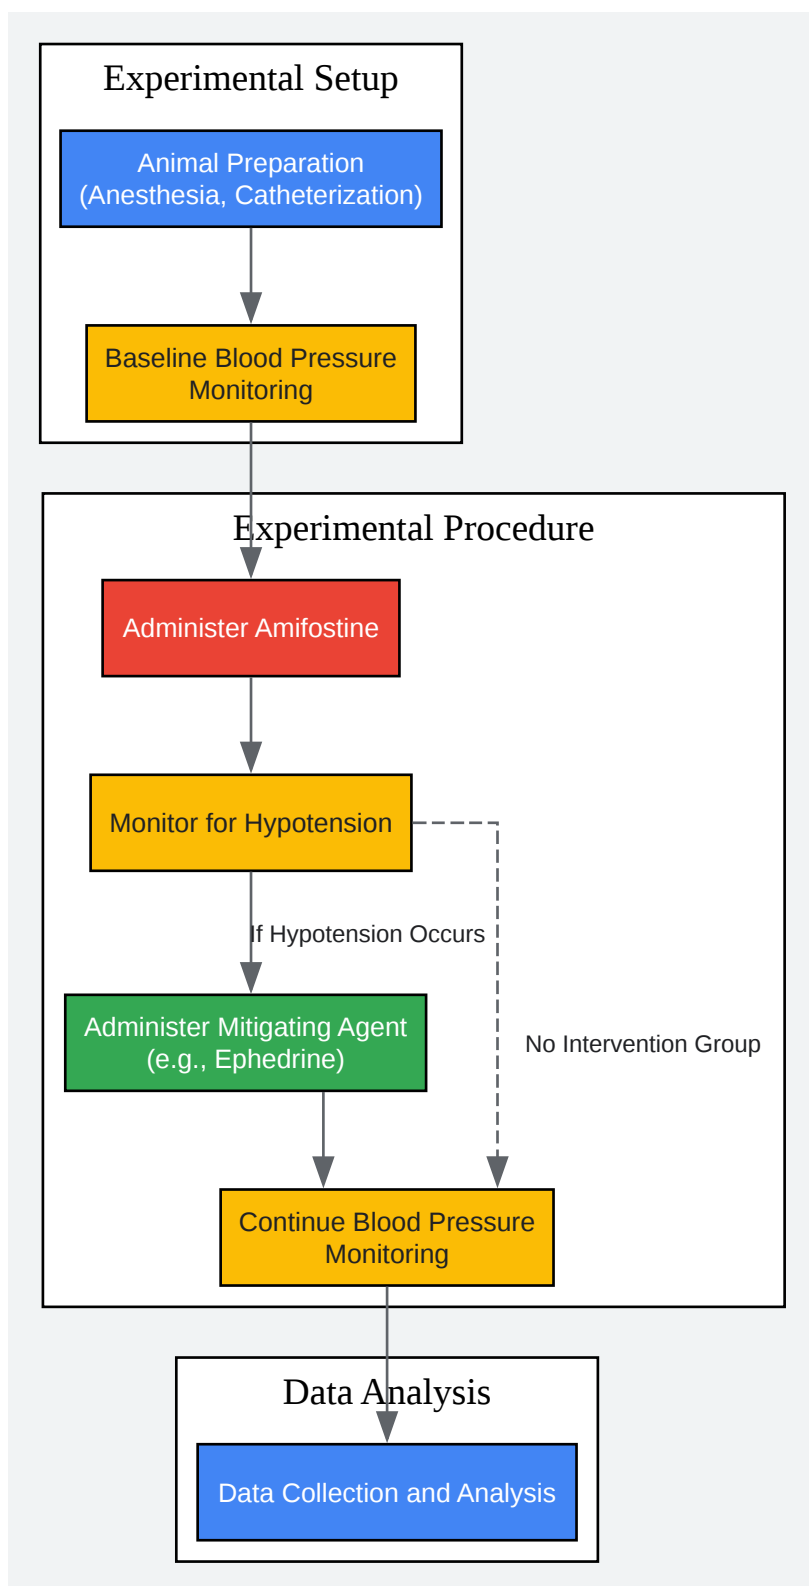 Experimental Setup
Animal Preparation
(Anesthesia, Catheterization)
Baseline Blood Pressure
Monitoring
Experimental Procedure
Administer Amifostine
Monitor for Hypotension
If Hypotension Occurs
Administer Mitigating Agent
(e.g., Ephedrine)
No Intervention Group
Continue Blood Pressure
Monitoring
Data Analysis
Data Collection and Analysis